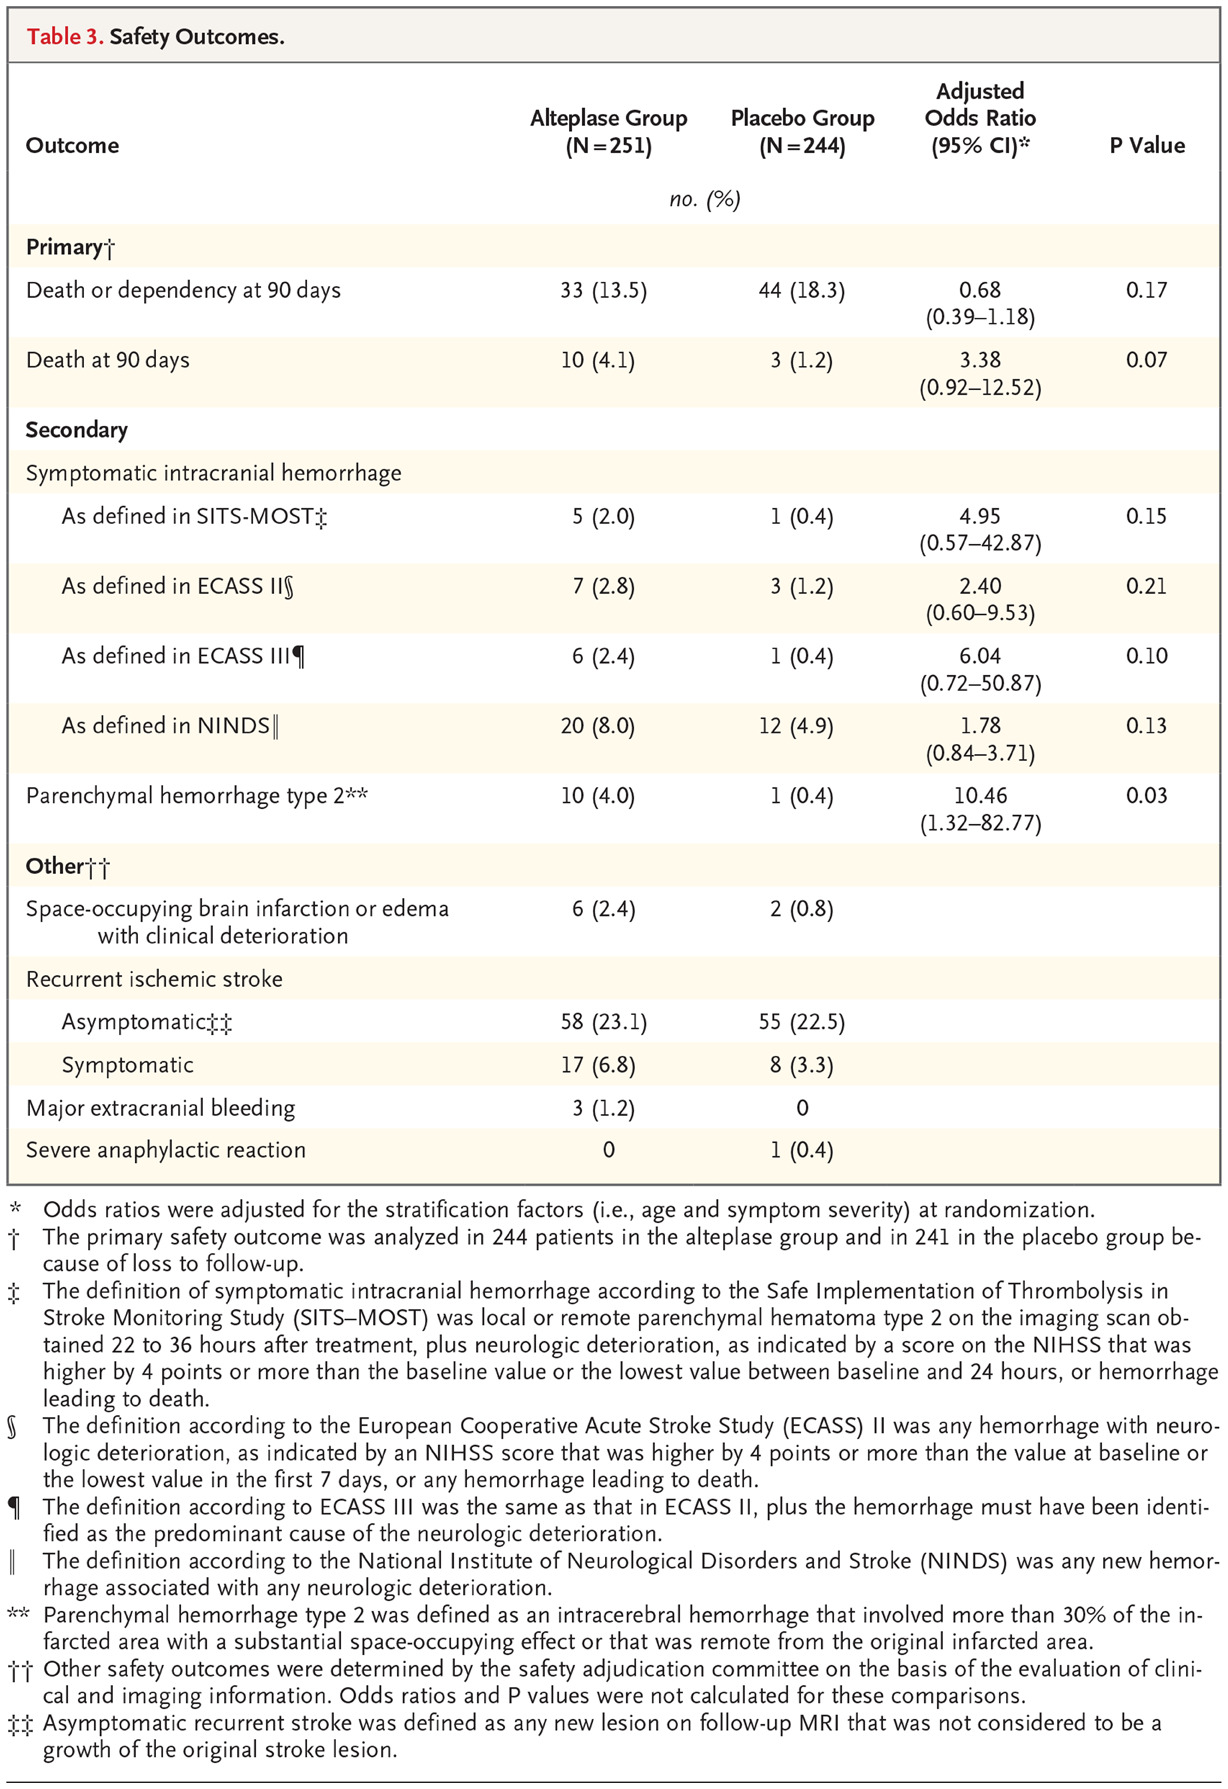 Table 3. Safety Outcomes.
Outcome
Alteplase Group
(N=251)
Placebo Group
(N=244)
Adjusted
Odds Ratio
(95% CI)*
P Value
no. (%)
Primary†
Death or dependency at 90 days 33 (13.5) 44 (18.3) 0.68 0.17
(0.39–1.18)
Death at 90 days 10 (4.1) 3 (1.2) 3.38 0.07
(0.92–12.52)
Secondary
Symptomatic intracranial hemorrhage
As defined in SITS-MOST‡ 5 (2.0) 1 (0.4) 4.95 0.15
(0.57–42.87)
As defined in ECASS II§ 7 (2.8) 3 (1.2) 2.40 0.21
(0.60–9.53)
As defined in ECASS III¶ 6 (2.4) 1 (0.4) 6.04 0.10
(0.72–50.87)
As defined in NINDS‖ 20 (8.0) 12 (4.9) 1.78 0.13
(0.84–3.71)
Parenchymal hemorrhage type 2** 10 (4.0) 1 (0.4) 10.46 0.03
(1.32–82.77)
Other††
Space-occupying brain infarction or edema 6 (2.4) 2 (0.8)
with clinical deterioration
Recurrent ischemic stroke
Asymptomatic‡‡ 58 (23.1) 55 (22.5)
Symptomatic 17 (6.8) 8 (3.3)
Major extracranial bleeding 3 (1.2) 0
Severe anaphylactic reaction 0 1 (0.4)
* Odds ratios were adjusted for the stratification factors (i.e., age and symptom severity) at randomization.
† The primary safety outcome was analyzed in 244 patients in the alteplase group and in 241 in the placebo group be-
cause of loss to follow-up.
‡ The definition of symptomatic intracranial hemorrhage according to the Safe Implementation of Thrombolysis in
Stroke Monitoring Study (SITS–MOST) was local or remote parenchymal hematoma type 2 on the imaging scan ob-
tained 22 to 36 hours after treatment, plus neurologic deterioration, as indicated by a score on the NIHSS that was
higher by 4 points or more than the baseline value or the lowest value between baseline and 24 hours, or hemorrhage
leading to death.
§ The definition according to the European Cooperative Acute Stroke Study (ECASS) II was any hemorrhage with neuro-
logic deterioration, as indicated by an NIHSS score that was higher by 4 points or more than the value at baseline or
the lowest value in the first 7 days, or any hemorrhage leading to death.
¶ The definition according to ECASS III was the same as that in ECASS II, plus the hemorrhage must have been identi-
fied as the predominant cause of the neurologic deterioration.
‖ The definition according to the National Institute of Neurological Disorders and Stroke (NINDS) was any new hemor-
rhage associated with any neurologic deterioration.
** Parenchymal hemorrhage type 2 was defined as an intracerebral hemorrhage that involved more than 30% of the in-
farcted area with a substantial space-occupying effect or that was remote from the original infarcted area.
†† Other safety outcomes were determined by the safety adjudication committee on the basis of the evaluation of clini-
cal and imaging information. Odds ratios and P values were not calculated for these comparisons.
‡‡ Asymptomatic recurrent stroke was defined as any new lesion on follow-up MRI that was not considered to be a
growth of the original stroke lesion.